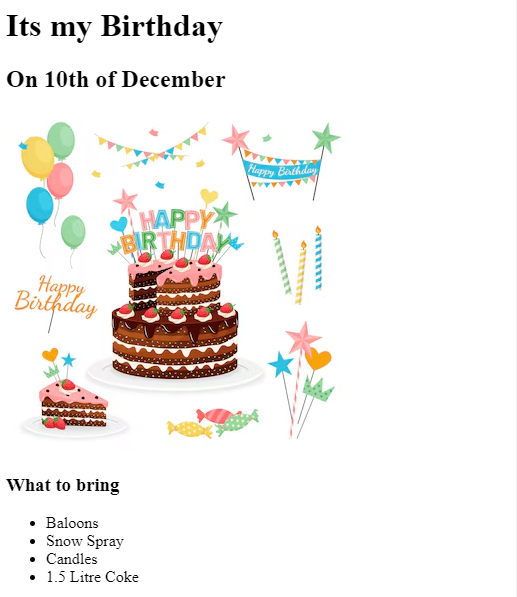 Its my Birthday
On 10th of December
Happy Birthday
HAPPY
BIRTHDAY
Happy
Birthday
What to bring
Baloons
Snow Spray
Candles
1.5 Litre Coke